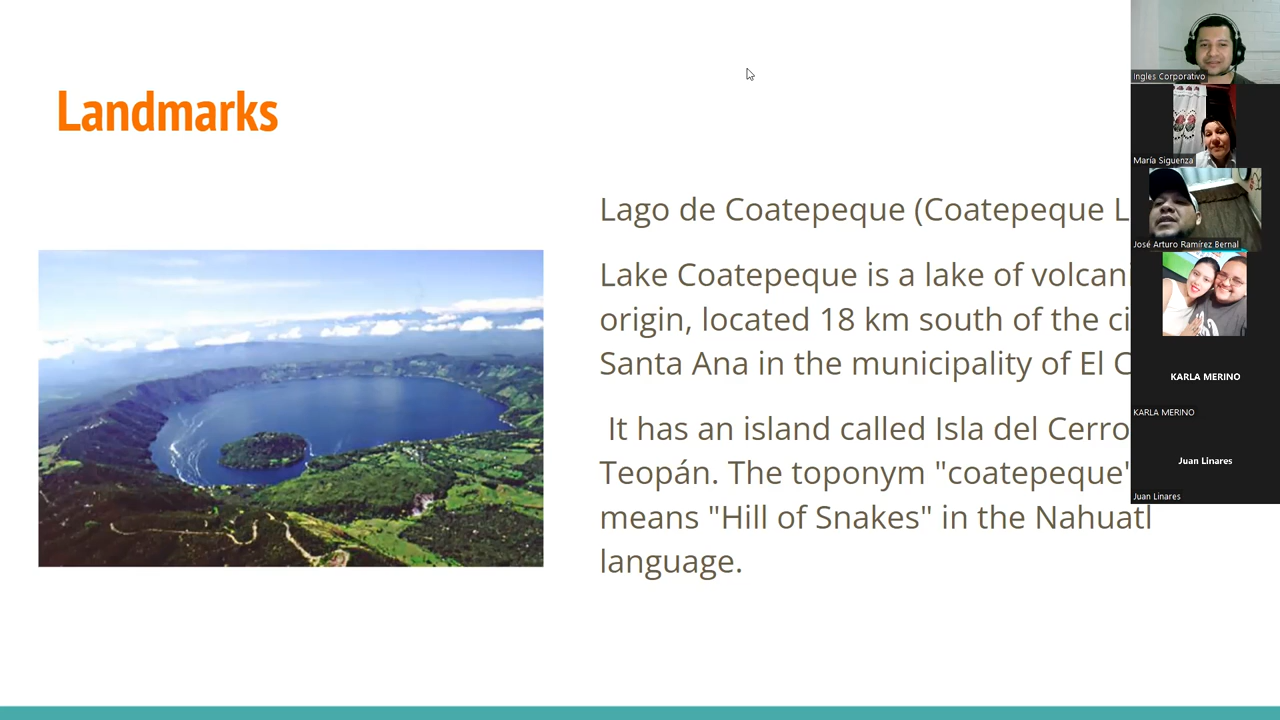 Landmarks
Lago de Coatepeque (Coatepeque L
Lake Coatepeque is a lake of volcani
origin, located 18 km south of the ci
Santa Ana in the municipality of El C
It has an island called Isla del Cerro
Teopán. The toponym "coatepeque"
means "Hill of Snakes" in the Nahuatl
language.
Ingles Corporativo
María Siguenza
José Arturo Ramírez Bernal
KARLA MERINO
KARLA MERINO
Juan Linares
Juan Linares